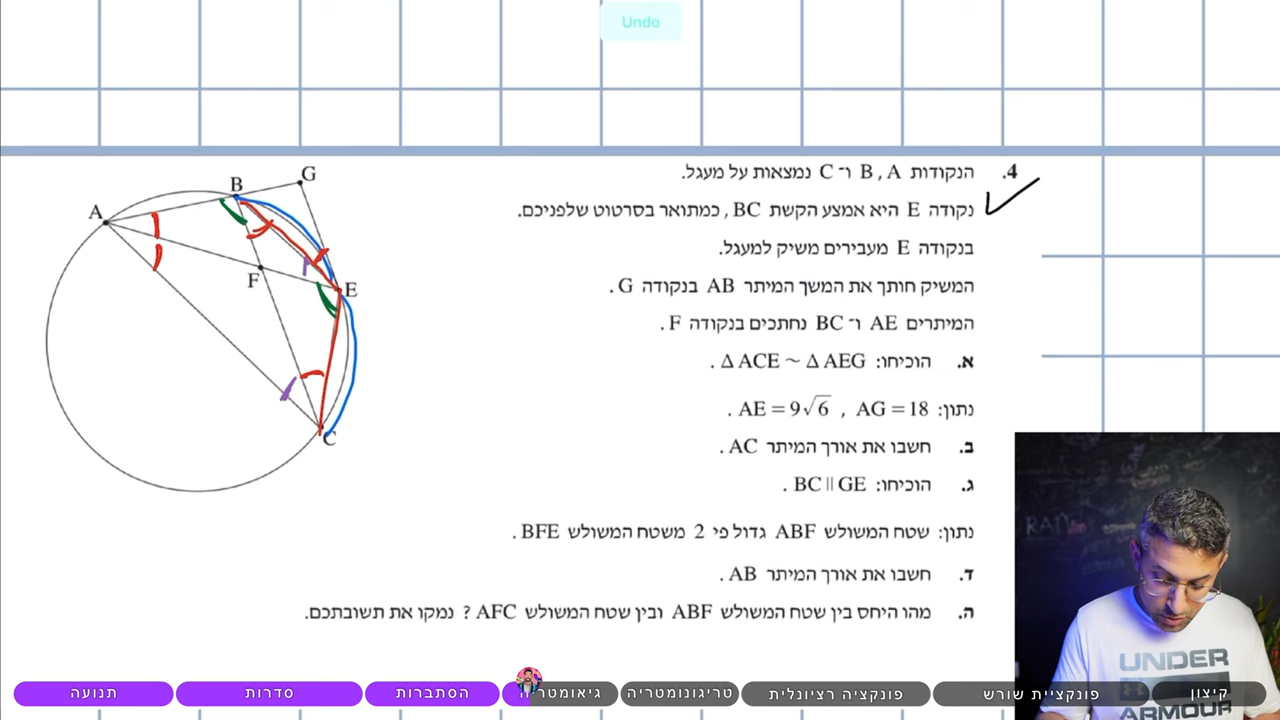 Undo
4. הנקודות A, B ו־C נמצאות על מעגל.
נקודה E היא אמצע הקשת BC, כמתואר בסרטוט שלפניכם.
בנקודה E מעבירים משיק למעגל.
המשיק חותך את המשך המיתר AB בנקודה G.
המיתרים AE ו־BC נחתכים בנקודה F.
א. הוכיחו: ΔACE ~ ΔAEG.
נתון: AG = 18, AE = 9√6.
ב. חשבו את אורך המיתר AC.
ג. הוכיחו: BC || GE.
נתון: שטח המשולש ABF גדול פי 2 משטח המשולש BFE.
ד. חשבו את אורך המיתר AB.
ה. מהו היחס בין שטח המשולש ABF ובין שטח המשולש AFC? נמקו את תשובתכם.
A
B
G
F
E
C
UNDER
ARMOUR
קיצון
פונקציית שורש
פונקציה רציונלית
טריגונומטריה
הסתברות
סדרות
תנועה